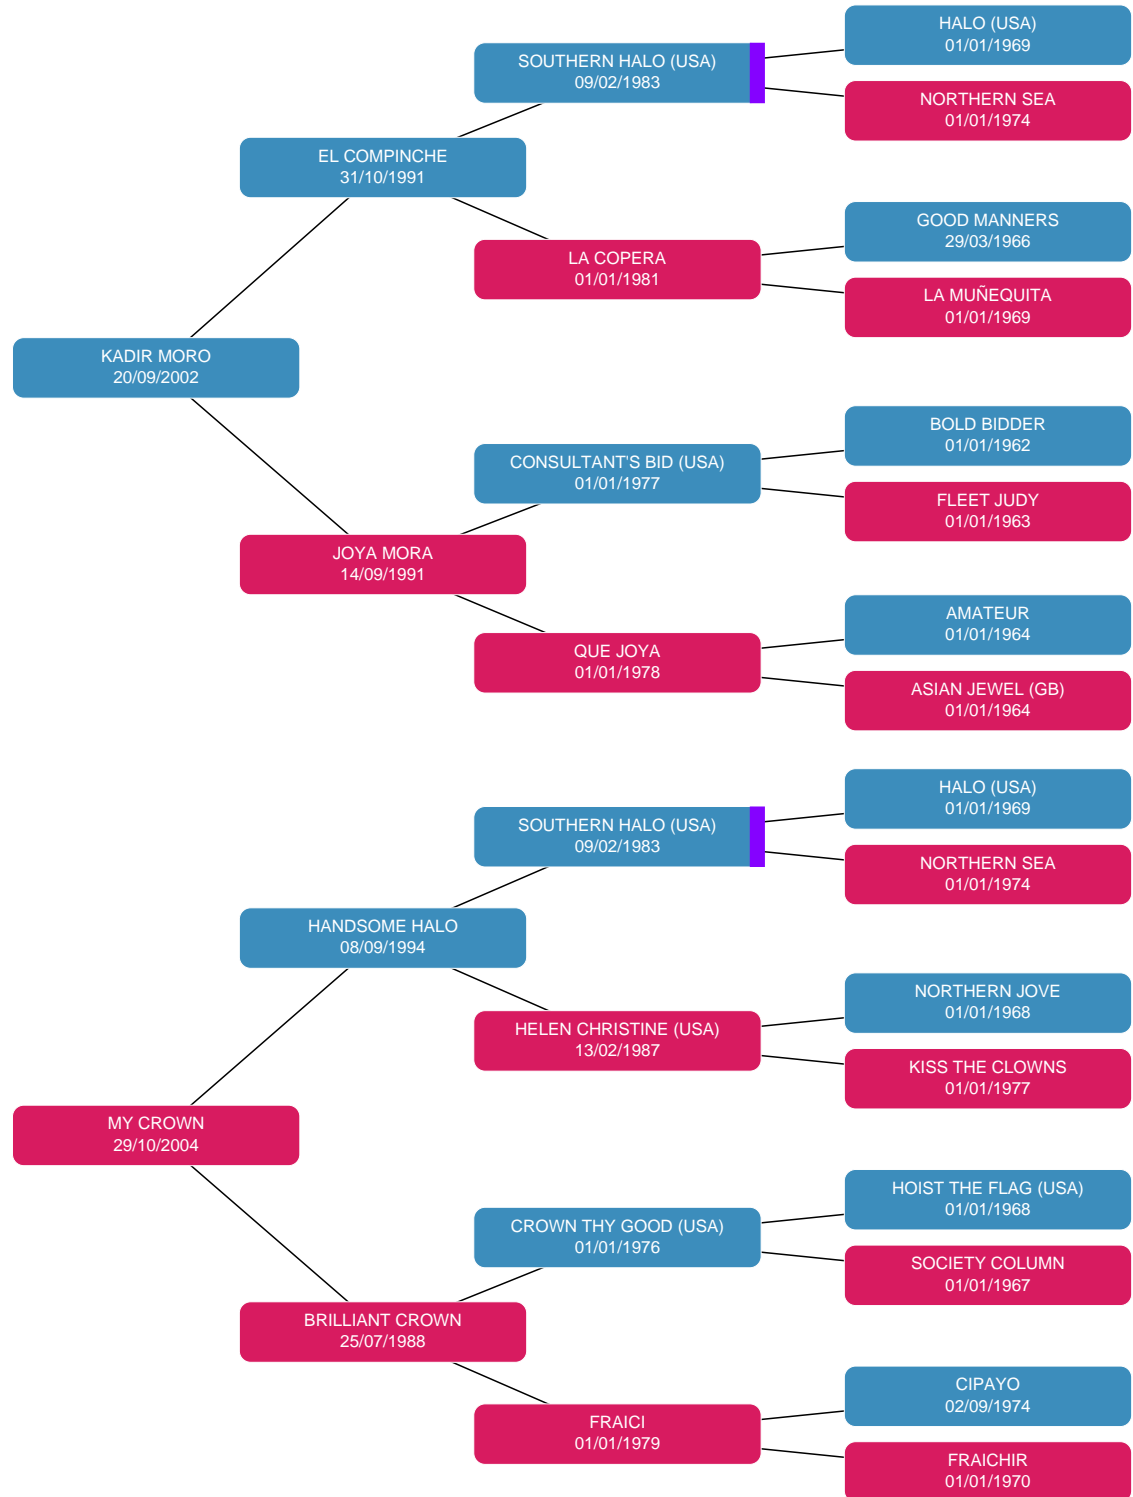 HALO (USA)
01/01/1969
SOUTHERN HALO (USA)
09/02/1983
NORTHERN SEA
01/01/1974
EL COMPINCHE
31/10/1991
GOOD MANNERS
29/03/1966
LA COPERA
01/01/1981
LA MUÑEQUITA
01/01/1969
KADIR MORO
20/09/2002
BOLD BIDDER
01/01/1962
CONSULTANT'S BID (USA)
01/01/1977
FLEET JUDY
01/01/1963
JOYA MORA
14/09/1991
AMATEUR
01/01/1964
QUE JOYA
01/01/1978
ASIAN JEWEL (GB)
01/01/1964
HALO (USA)
01/01/1969
SOUTHERN HALO (USA)
09/02/1983
NORTHERN SEA
01/01/1974
HANDSOME HALO
08/09/1994
NORTHERN JOVE
01/01/1968
HELEN CHRISTINE (USA)
13/02/1987
KISS THE CLOWNS
01/01/1977
MY CROWN
29/10/2004
HOIST THE FLAG (USA)
01/01/1968
CROWN THY GOOD (USA)
01/01/1976
SOCIETY COLUMN
01/01/1967
BRILLIANT CROWN
25/07/1988
CIPAYO
02/09/1974
FRAICI
01/01/1979
FRAICHIR
01/01/1970